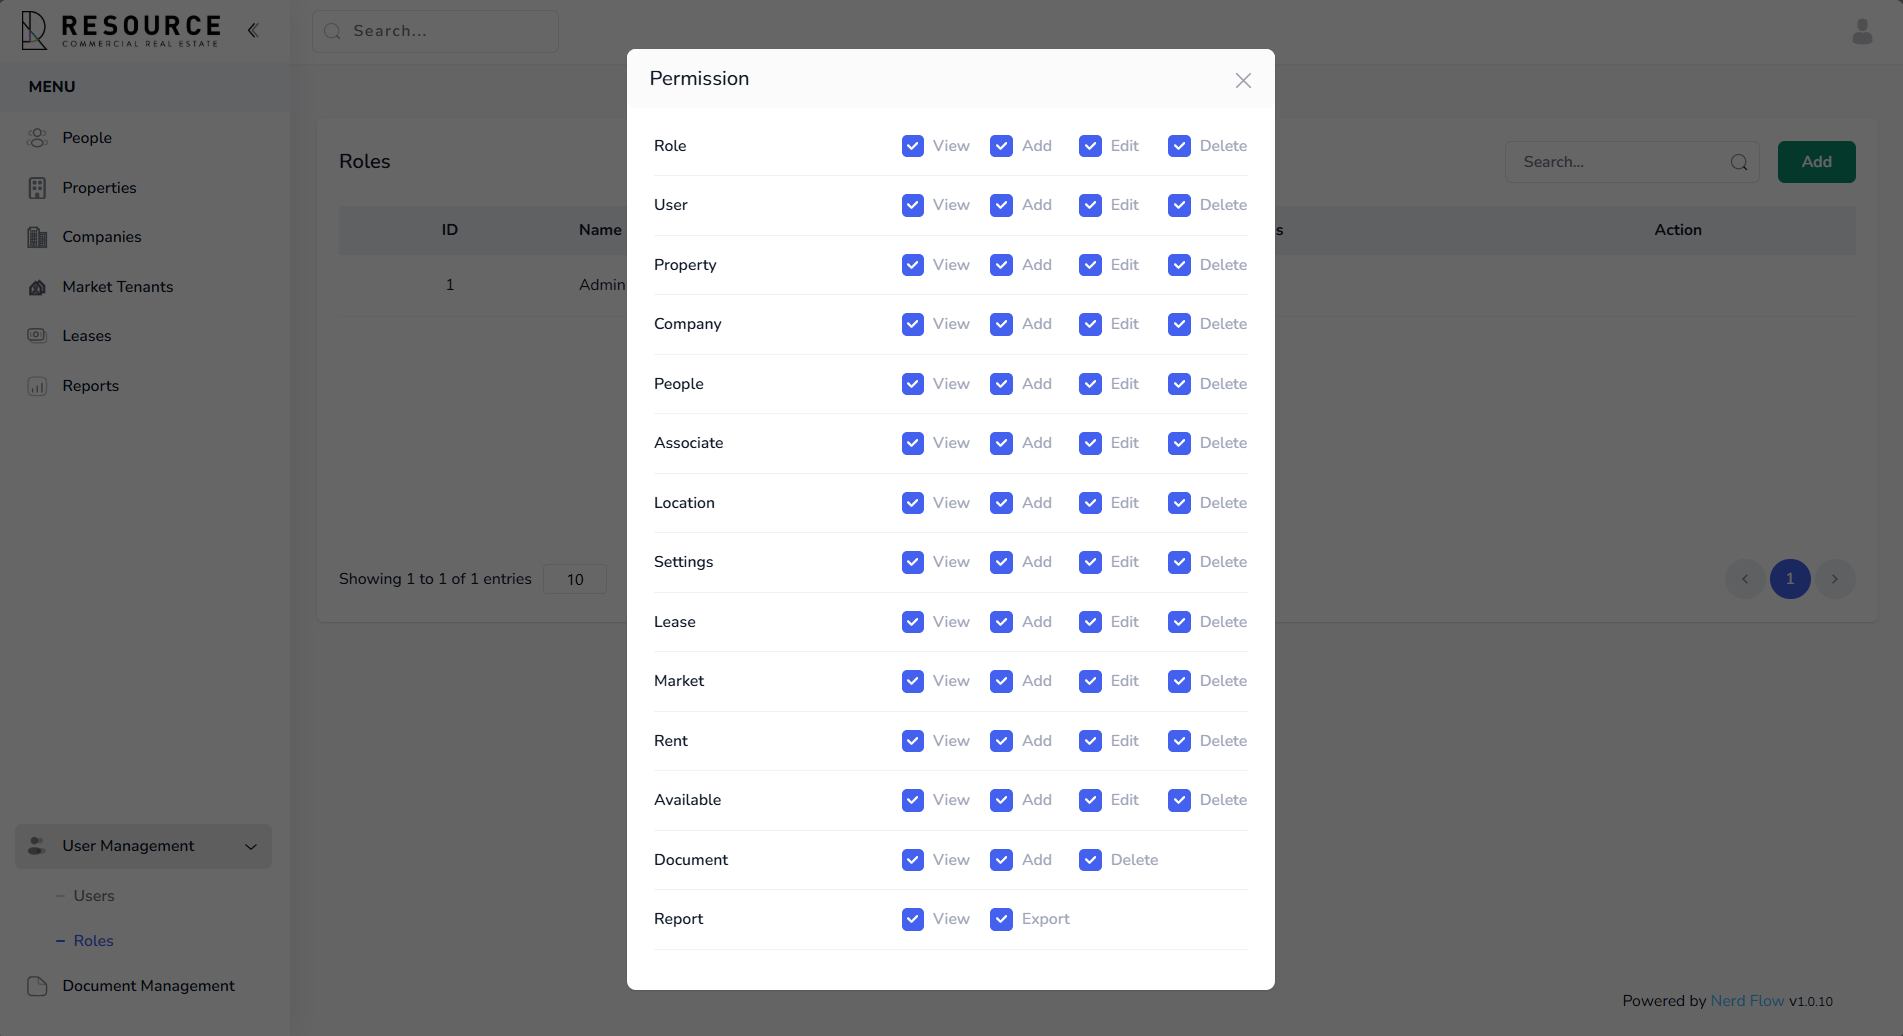 RESOURCE
COMMERCIAL REAL ESTATE
Search...
MENU
People
Properties
Companies
Market Tenants
Leases
Reports
User Management
Users
Roles
Document Management
Roles
Search...
Add
ID
Name
s
Action
1
Admin
Showing 1 to 1 of 1 entries
10
1
Permission
Role View Add Edit Delete
User View Add Edit Delete
Property View Add Edit Delete
Company View Add Edit Delete
People View Add Edit Delete
Associate View Add Edit Delete
Location View Add Edit Delete
Settings View Add Edit Delete
Lease View Add Edit Delete
Market View Add Edit Delete
Rent View Add Edit Delete
Available View Add Edit Delete
Document View Add Delete
Report View Export
Powered by Nerd Flow v1.0.10